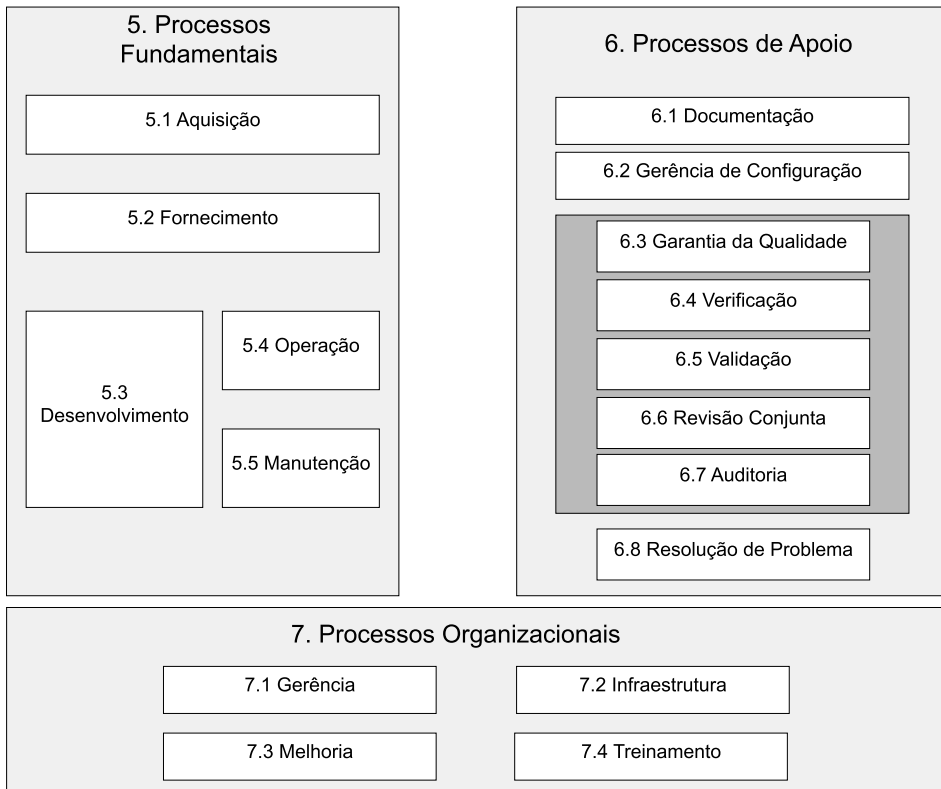 5. Processos
Fundamentais
5.1 Aquisição
5.2 Fornecimento
5.3
Desenvolvimento
5.4 Operação
5.5 Manutenção
6. Processos de Apoio
6.1 Documentação
6.2 Gerência de Configuração
6.3 Garantia da Qualidade
6.4 Verificação
6.5 Validação
6.6 Revisão Conjunta
6.7 Auditoria
6.8 Resolução de Problema
7. Processos Organizacionais
7.1 Gerência
7.2 Infraestrutura
7.3 Melhoria
7.4 Treinamento